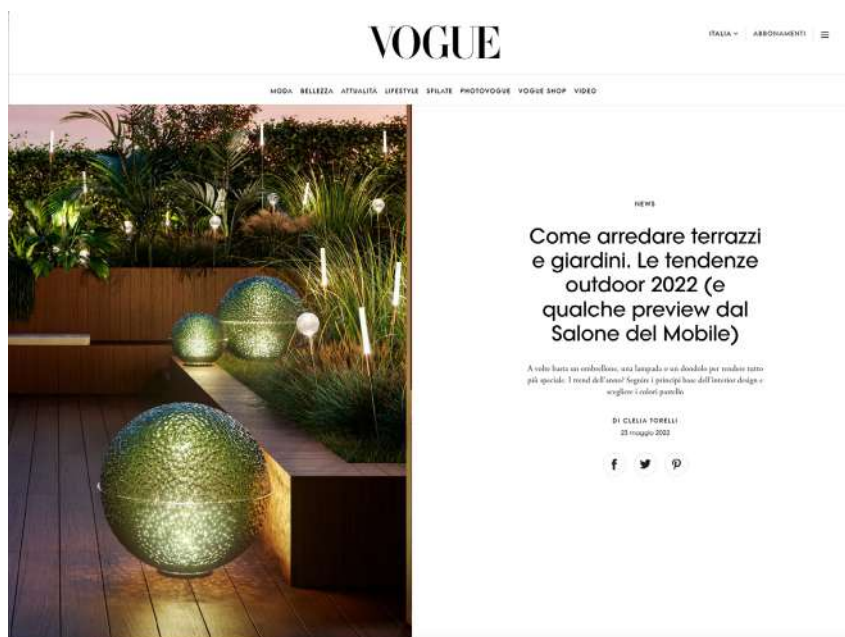 VOGUE
ITALIA
ABBONAMENTI
MODA BELLEZZA ATTUALITÀ LIFESTYLE SFILATE PHOTOVOGUE VOGUE SHOP VIDEO
NEWS
Come arredare terrazzi
e giardini. Le tendenze
outdoor 2022 (e
qualche preview dal
Salone del Mobile)
A volte basta un ombrellone, una lampada o un dondolo per rendere tutto
più speciale. I trend dell'anno? Seguire i principi base dell'interior design e
scegliere i colori pastello
DI CLELIA TORELLI
23 maggio 2022